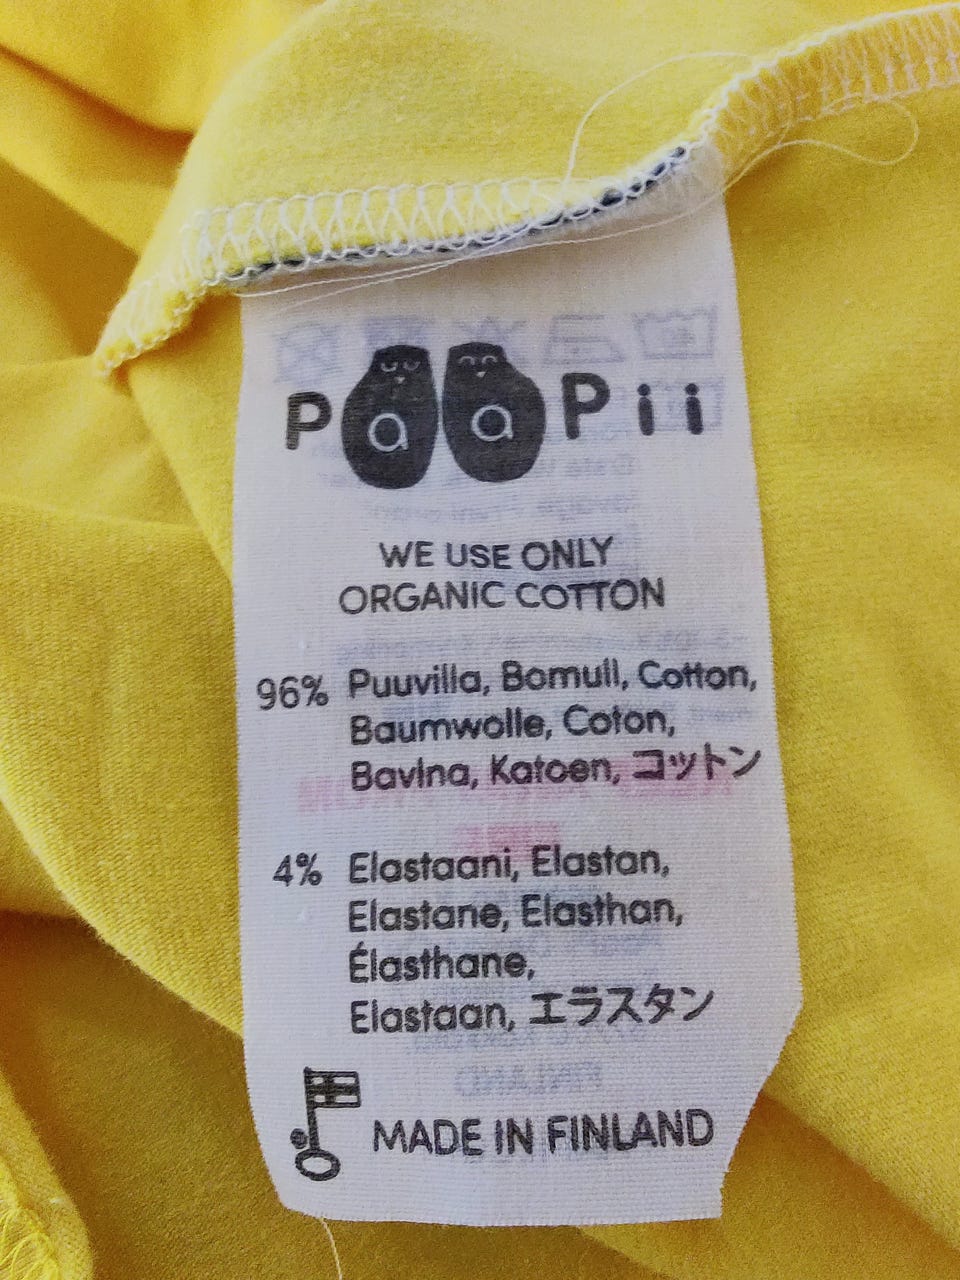 PaaPii
WE USE ONLY
ORGANIC COTTON
96% Puuvilla, Bomull, Cotton,
Baumwolle, Coton,
Bavlna, Katoen, コットン
4% Elastaani, Elastan,
Elastane, Elasthan,
Élasthane,
Elastaan, エラスタン
MADE IN FINLAND